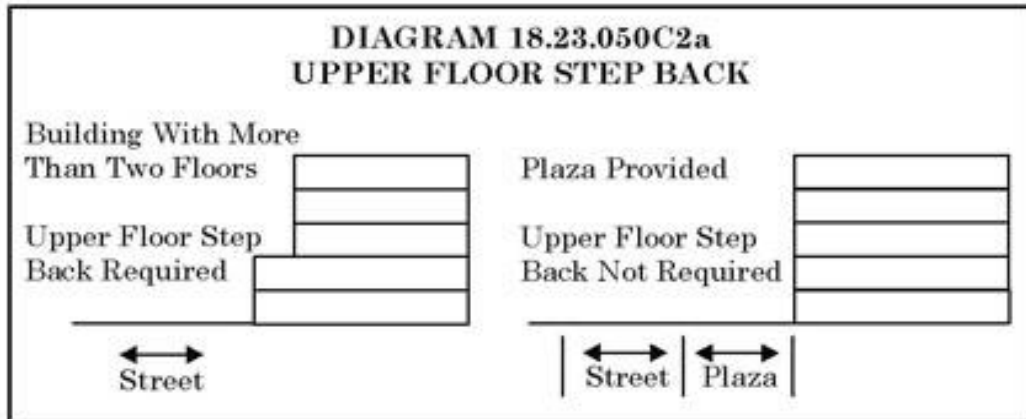 DIAGRAM 18.23.050C2a
UPPER FLOOR STEP BACK
Building With More
Than Two Floors
Upper Floor Step
Back Required
Street
Plaza Provided
Upper Floor Step
Back Not Required
Street
Plaza